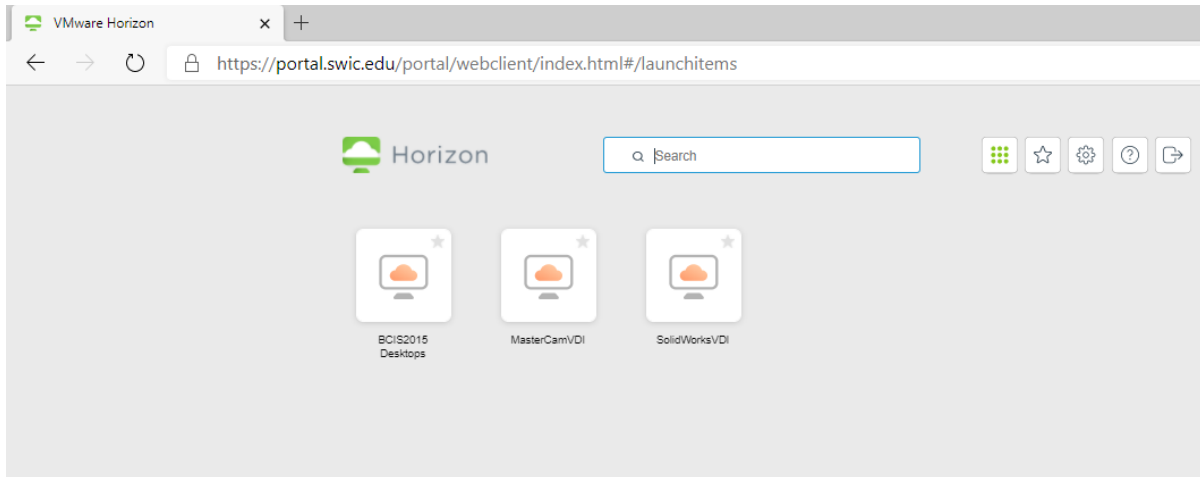 VMware Horizon
https://portal.swic.edu/portal/webclient/index.html#/launchitems
Horizon
Search
BCIS2015
Desktops
MasterCamVDI
SolidWorksVDI